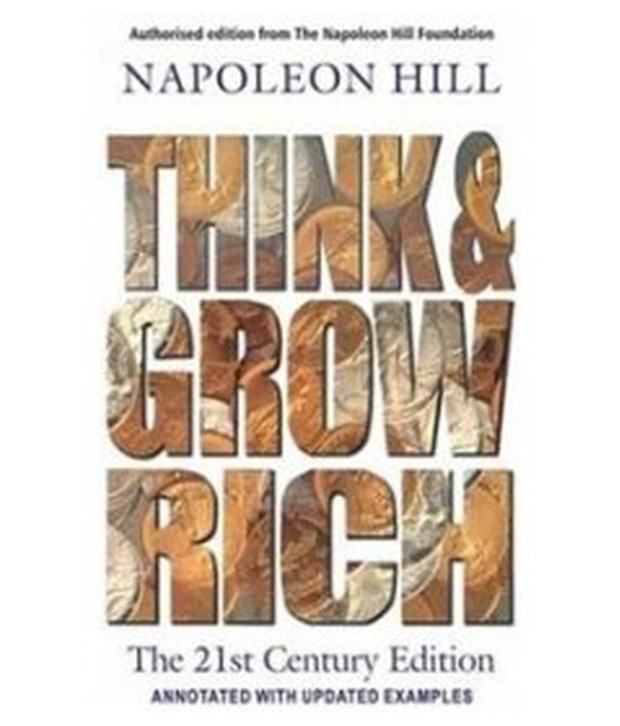 Authorised edition from The Napoleon Hill Foundation
NAPOLEON HILL
THINK &
GROW
RICH
The 21st Century Edition
ANNOTATED WITH UPDATED EXAMPLES